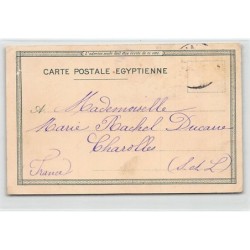 CARTE POSTALE-EGYPTIENNE
A Mademoiselle
Marie Rachel Ducarre
Charolles
France (S-et-L)